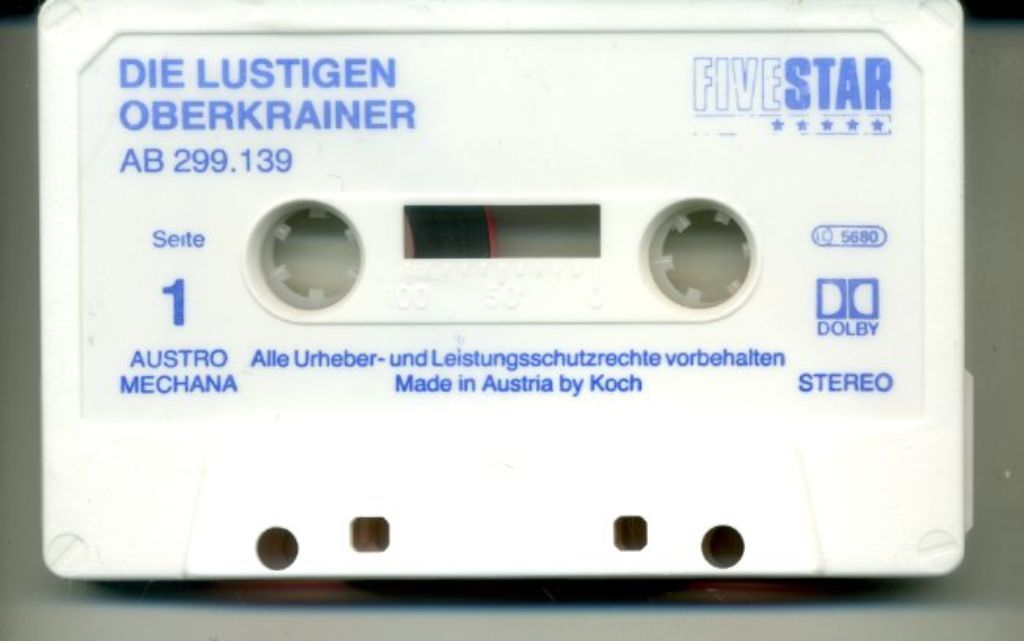 DIE LUSTIGEN
OBERKRAINER
AB 299.139
FIVESTAR
Seite
1
LC 5680
DOLBY
AUSTRO
MECHANA
Alle Urheber- und Leistungsschutzrechte vorbehalten
Made in Austria by Koch
STEREO
100 50 0